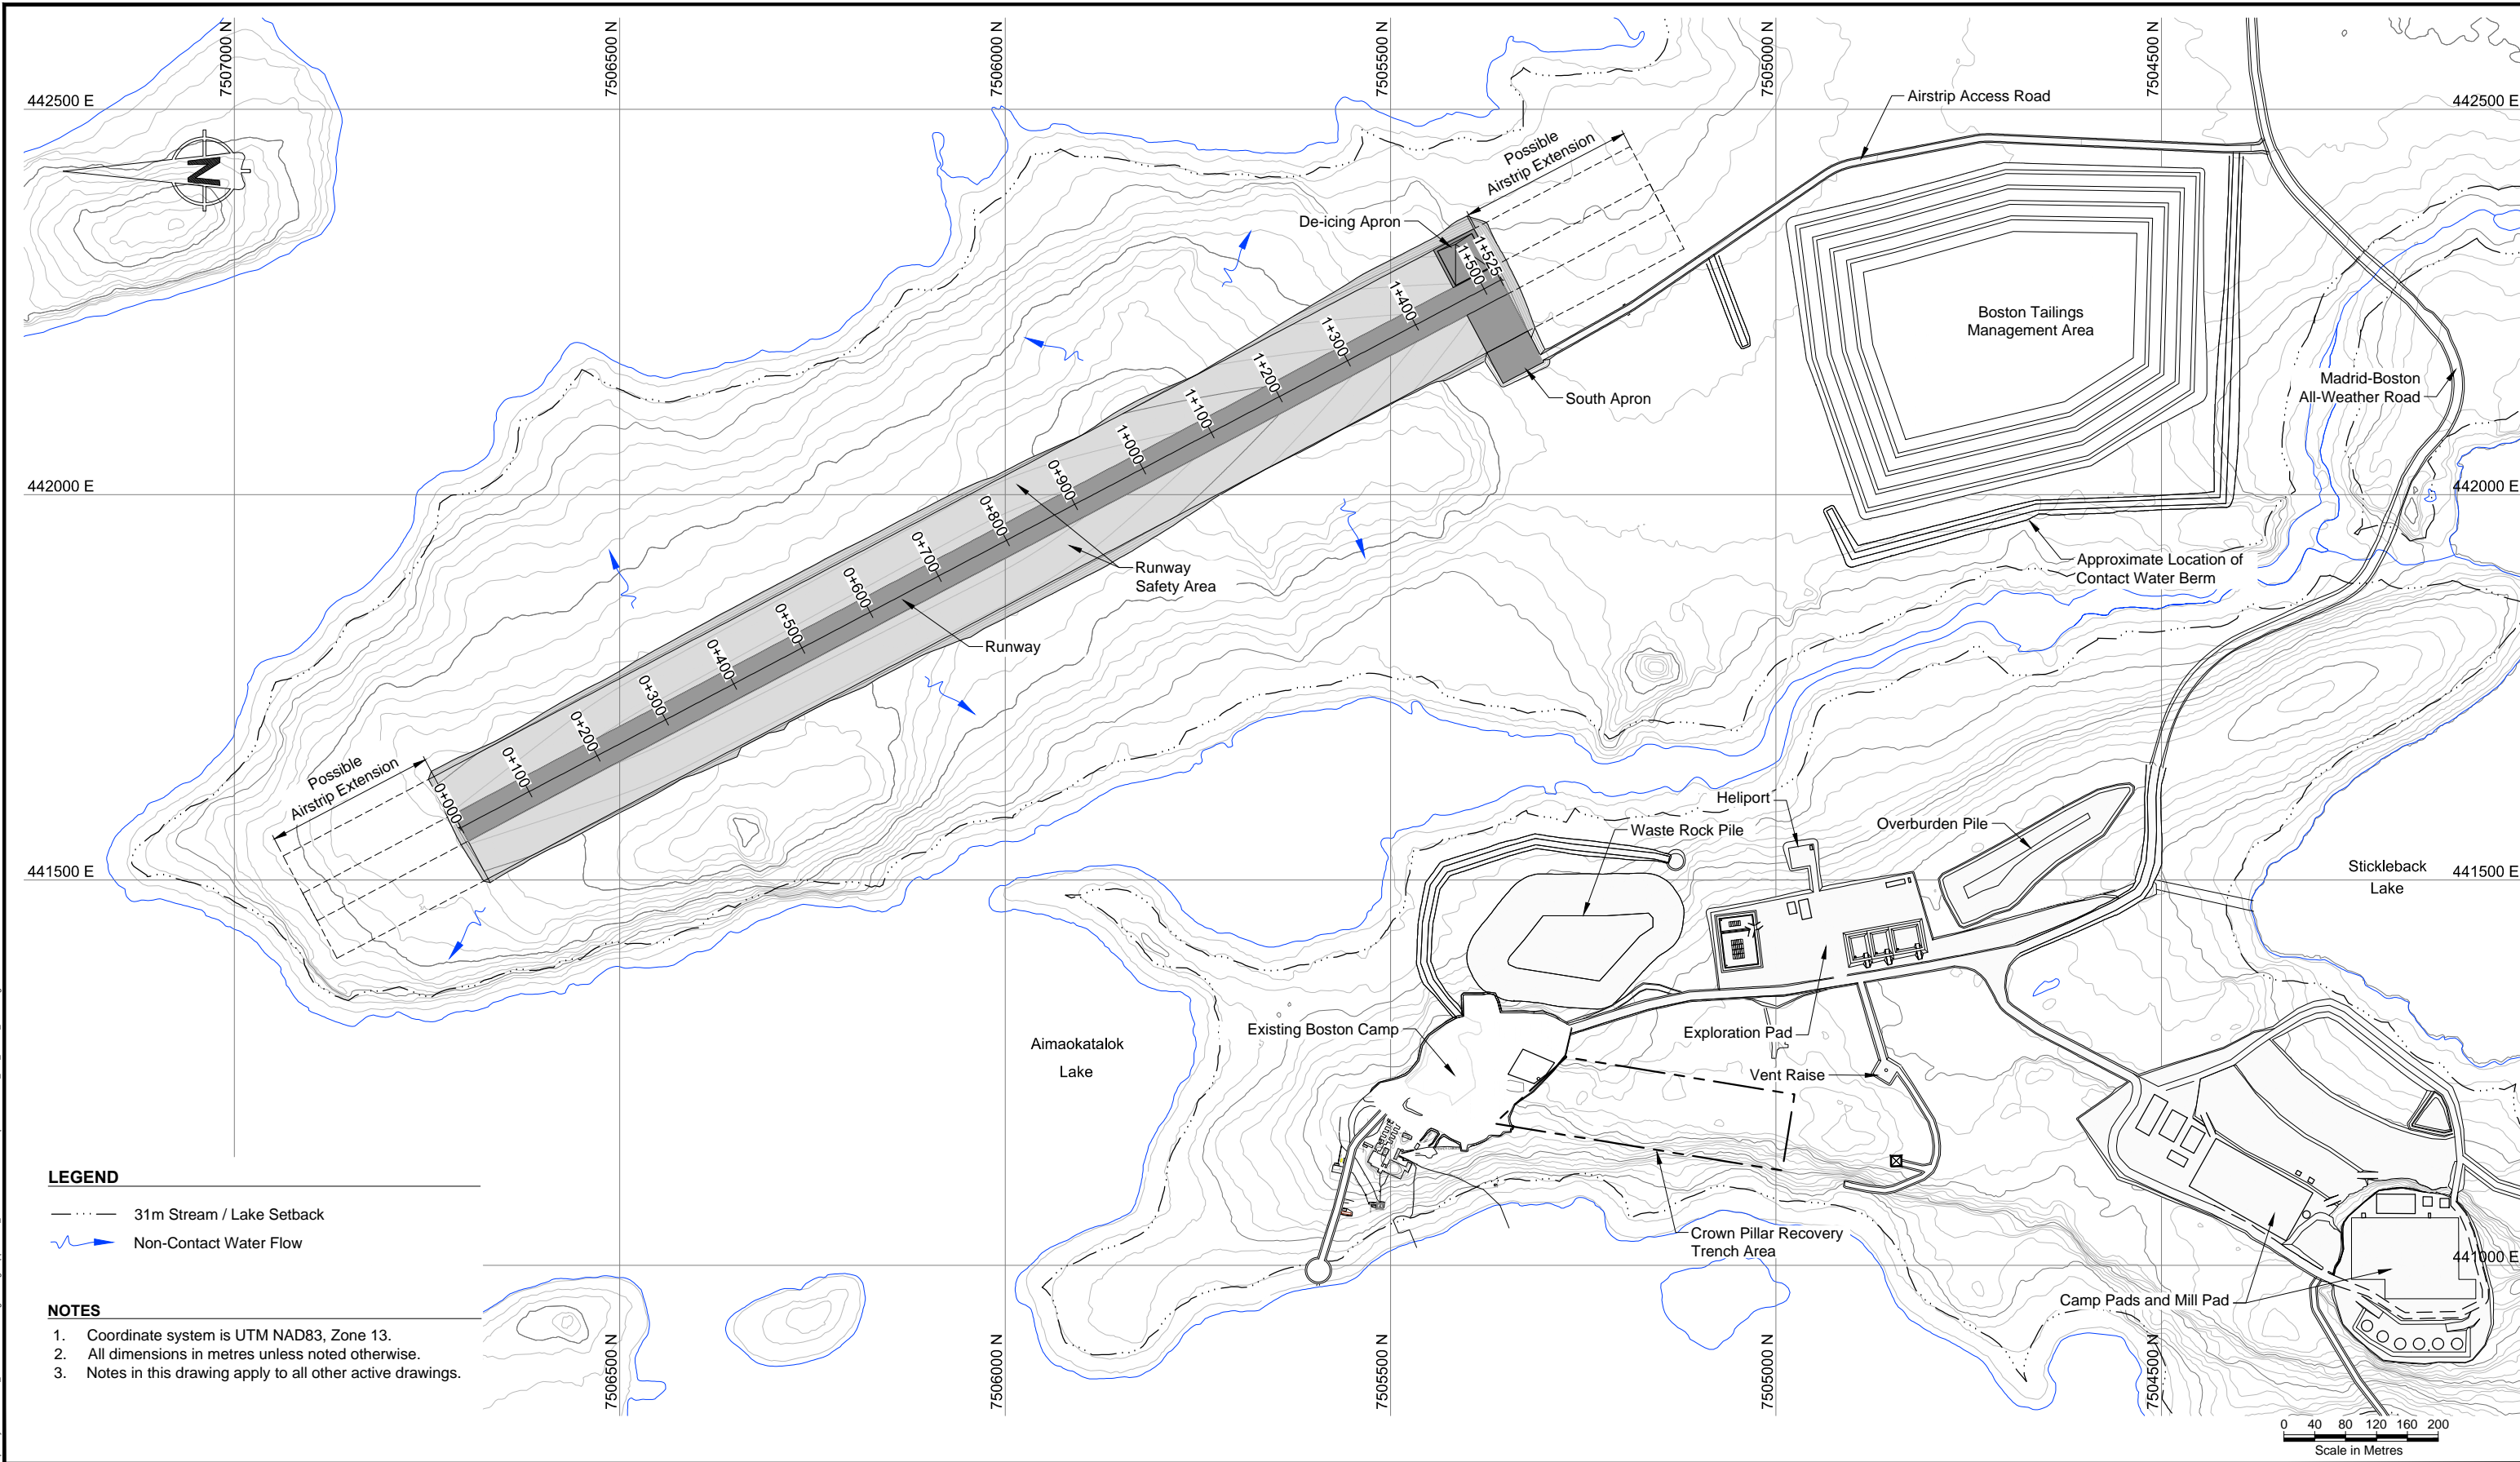 7507000 N
7506500 N
7506000 N
7505500 N
7505000 N
7504500 N
442500 E
442500 E
N
Airstrip Access Road
Possible
Airstrip Extension
De-icing Apron
1+525
1+500
1+400
1+300
1+200
1+100
1+000
0+900
0+800
0+700
0+600
0+500
0+400
0+300
0+200
0+100
0+000
South Apron
Boston Tailings
Management Area
Madrid-Boston
All-Weather Road
442000 E
442000 E
Runway
Safety Area
Approximate Location of
Contact Water Berm
Runway
Possible
Airstrip Extension
Heliport
Waste Rock Pile
Overburden Pile
441500 E
Stickleback
Lake
441500 E
Existing Boston Camp
Exploration Pad
Aimaokatalok
Lake
Vent Raise
Crown Pillar Recovery
Trench Area
441000 E
Camp Pads and Mill Pad
LEGEND
31m Stream / Lake Setback
Non-Contact Water Flow
NOTES
1. Coordinate system is UTM NAD83, Zone 13.
2. All dimensions in metres unless noted otherwise.
3. Notes in this drawing apply to all other active drawings.
7506500 N
7506000 N
7505500 N
7505000 N
7504500 N
0 40 80 120 160 200
Scale in Metres